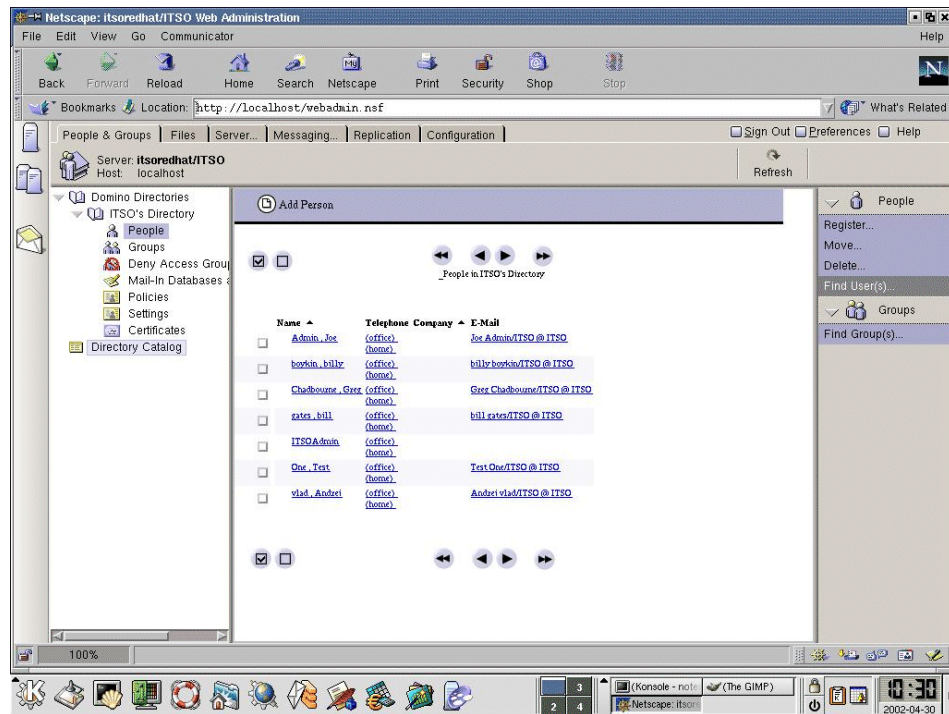 Netscape: itsoredhat/ITSO Web Administration
File Edit View Go Communicator Help
Back Forward Reload Home Search Netscape Print Security Shop Stop
My
N
Bookmarks Location: http://localhost/webadmin.nsf What's Related
People & Groups Files Server... Messaging... Replication Configuration Sign Out Preferences Help
Server: itsoredhat/ITSO
Host: localhost
Refresh
Domino Directories
ITSO's Directory
People
Groups
Deny Access Group
Mail-In Databases a
Policies
Settings
Certificates
Directory Catalog
Add Person
_People in ITSO's Directory
Name Telephone Company E-Mail
Admin , Joe (office) Joe Admin/ITSO @ ITSO
(home)
boykin , billy (office) billy boykin/ITSO @ ITSO
(home)
Chadbourne , Greg (office) Greg Chadbourne/ITSO @ ITSO
(home)
gates , bill (office) bill gates/ITSO @ ITSO
(home)
ITSOAdmin (office)
(home)
One , Test (office) Test One/ITSO @ ITSO
(home)
vlad , Andrei (office) Andrei vlad/ITSO @ ITSO
(home)
People
Register...
Move...
Delete...
Find User(s)...
Groups
Find Group(s)...
100%
3
2 4
(Konsole - note (The GIMP)
Netscape: itsore
10:30
2002-04-30